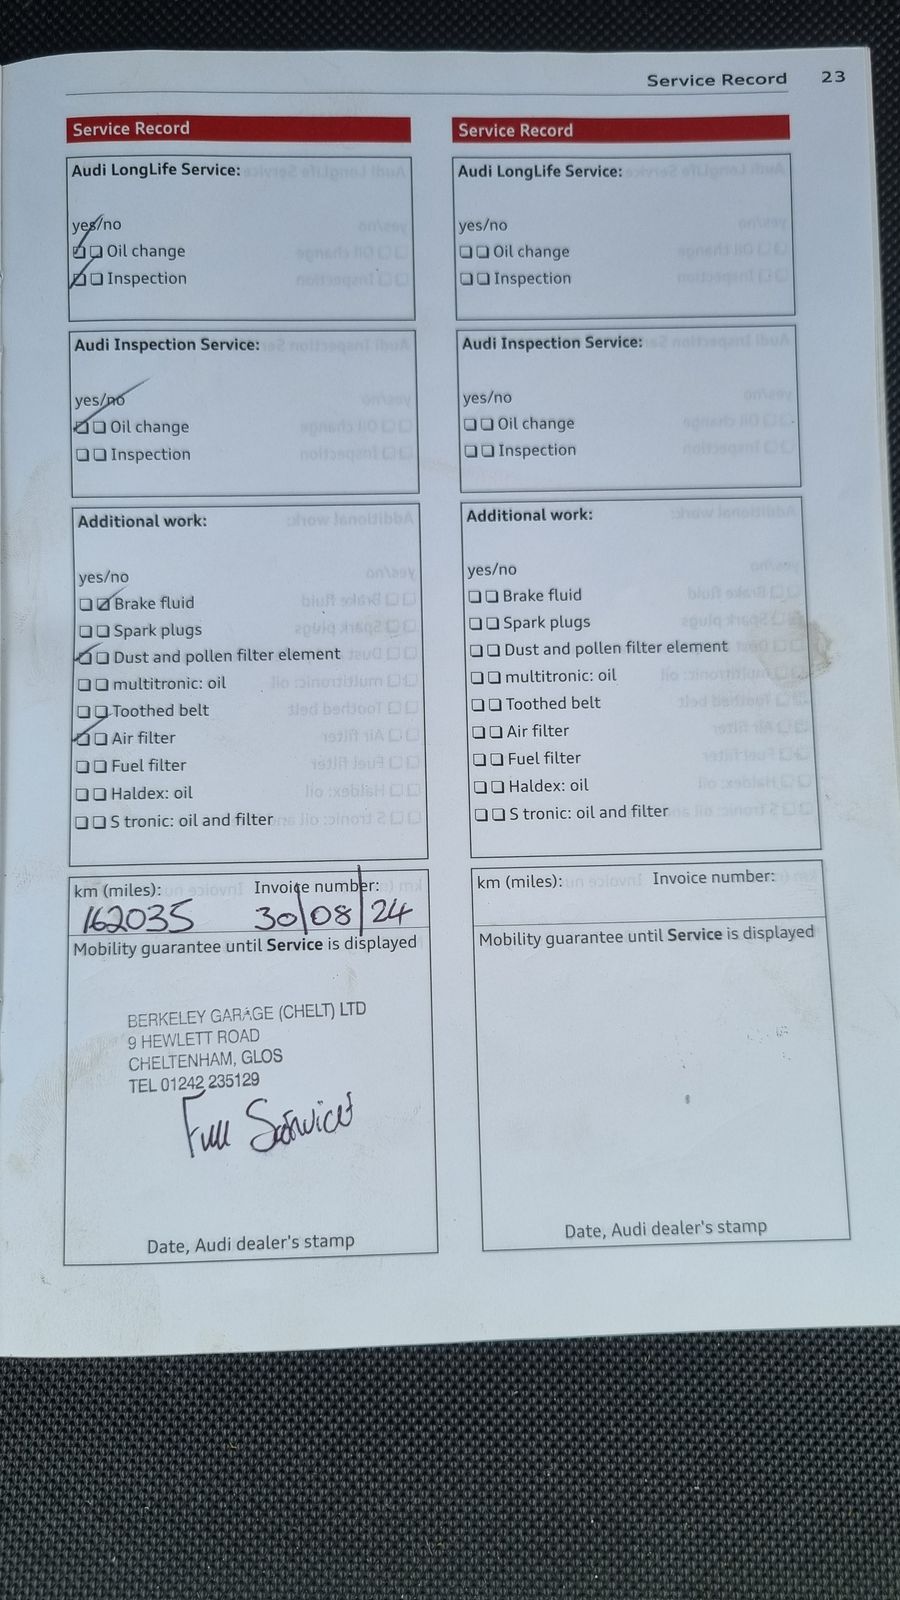 Service Record 23
Service Record
Audi LongLife Service:
yes/no
Oil change
Inspection
Audi Inspection Service:
yes/no
Oil change
Inspection
Additional work:
yes/no
Brake fluid
Spark plugs
Dust and pollen filter element
multitronic: oil
Toothed belt
Air filter
Fuel filter
Haldex: oil
S tronic: oil and filter
km (miles): Invoice number:
162035 30/08/24
Mobility guarantee until Service is displayed
BERKELEY GARAGE (CHELT) LTD
9 HEWLETT ROAD
CHELTENHAM, GLOS
TEL 01242 235129
Full Service
Date, Audi dealer's stamp
Service Record
Audi LongLife Service:
yes/no
Oil change
Inspection
Audi Inspection Service:
yes/no
Oil change
Inspection
Additional work:
yes/no
Brake fluid
Spark plugs
Dust and pollen filter element
multitronic: oil
Toothed belt
Air filter
Fuel filter
Haldex: oil
S tronic: oil and filter
km (miles): Invoice number:
Mobility guarantee until Service is displayed
Date, Audi dealer's stamp